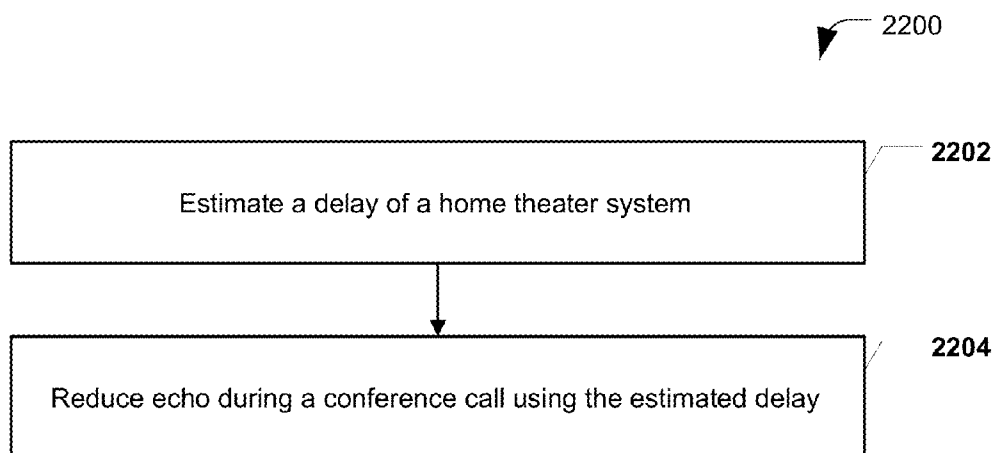 2200
2202
Estimate a delay of a home theater system
2204
Reduce echo during a conference call using the estimated delay